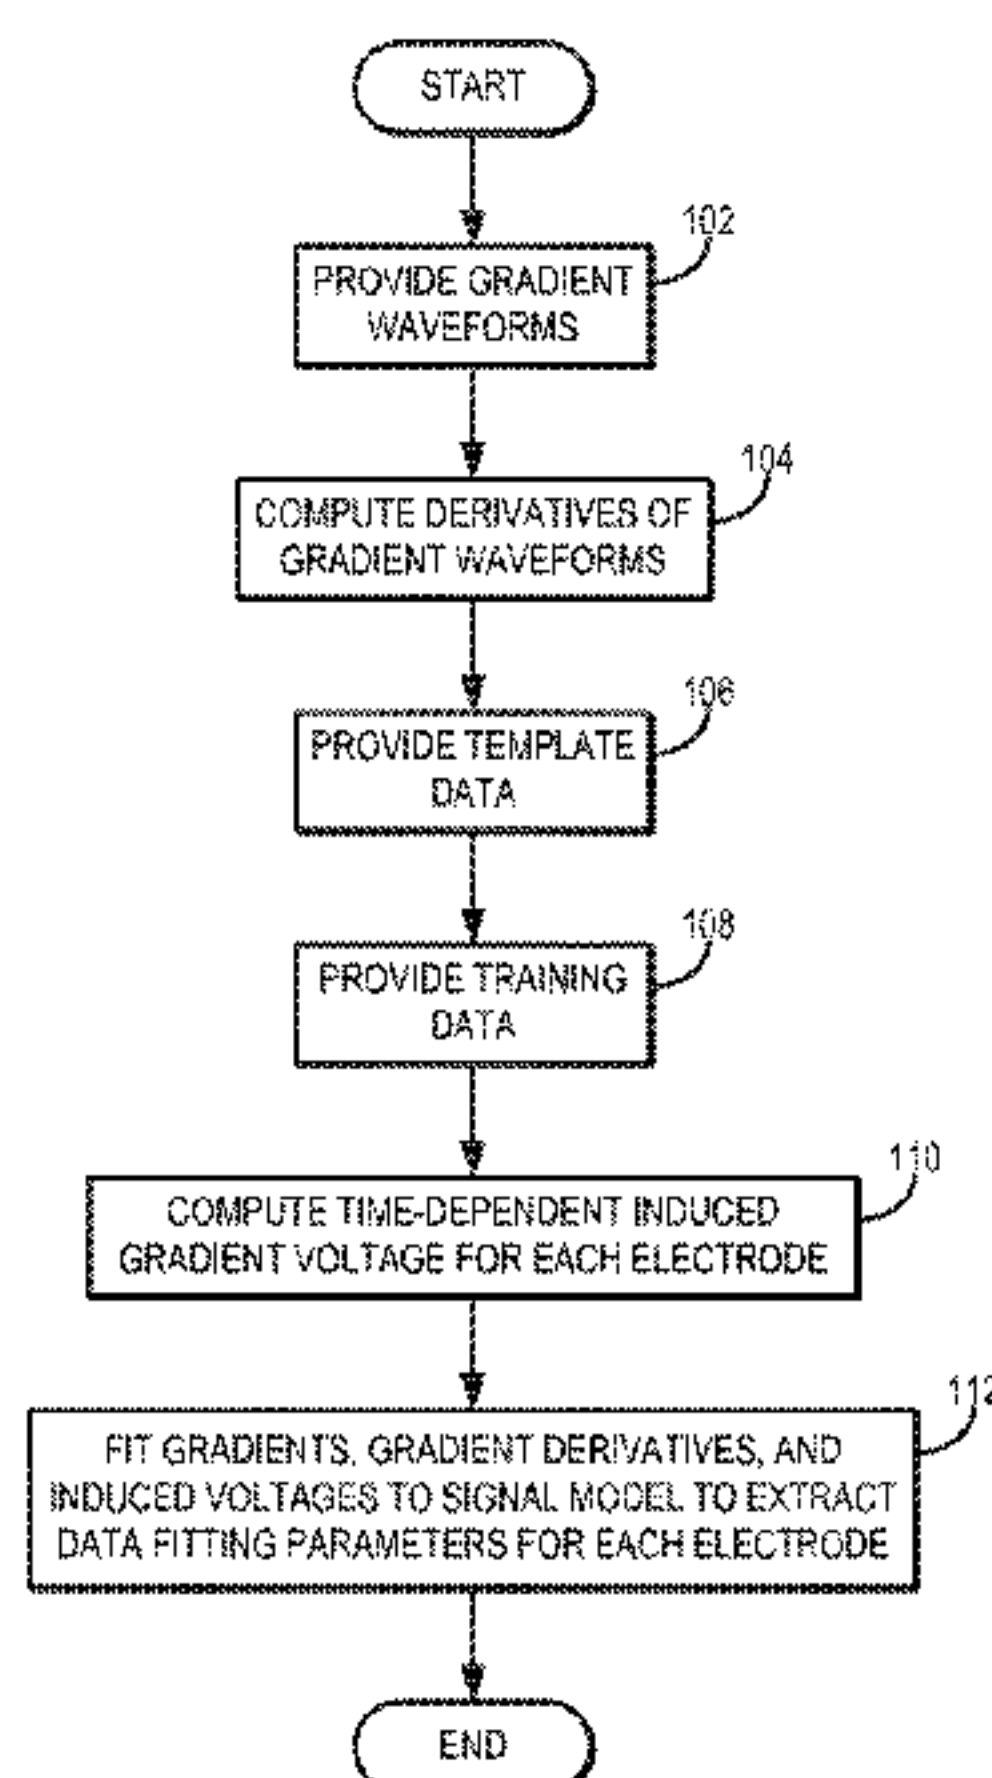 START
102
PROVIDE GRADIENT
WAVEFORMS
104
COMPUTE DERIVATIVES OF
GRADIENT WAVEFORMS
106
PROVIDE TEMPLATE
DATA
108
PROVIDE TRAINING
DATA
110
COMPUTE TIME-DEPENDENT INDUCED
GRADIENT VOLTAGE FOR EACH ELECTRODE
112
FIT GRADIENTS, GRADIENT DERIVATIVES, AND
INDUCED VOLTAGES TO SIGNAL MODEL TO EXTRACT
DATA FITTING PARAMETERS FOR EACH ELECTRODE
END